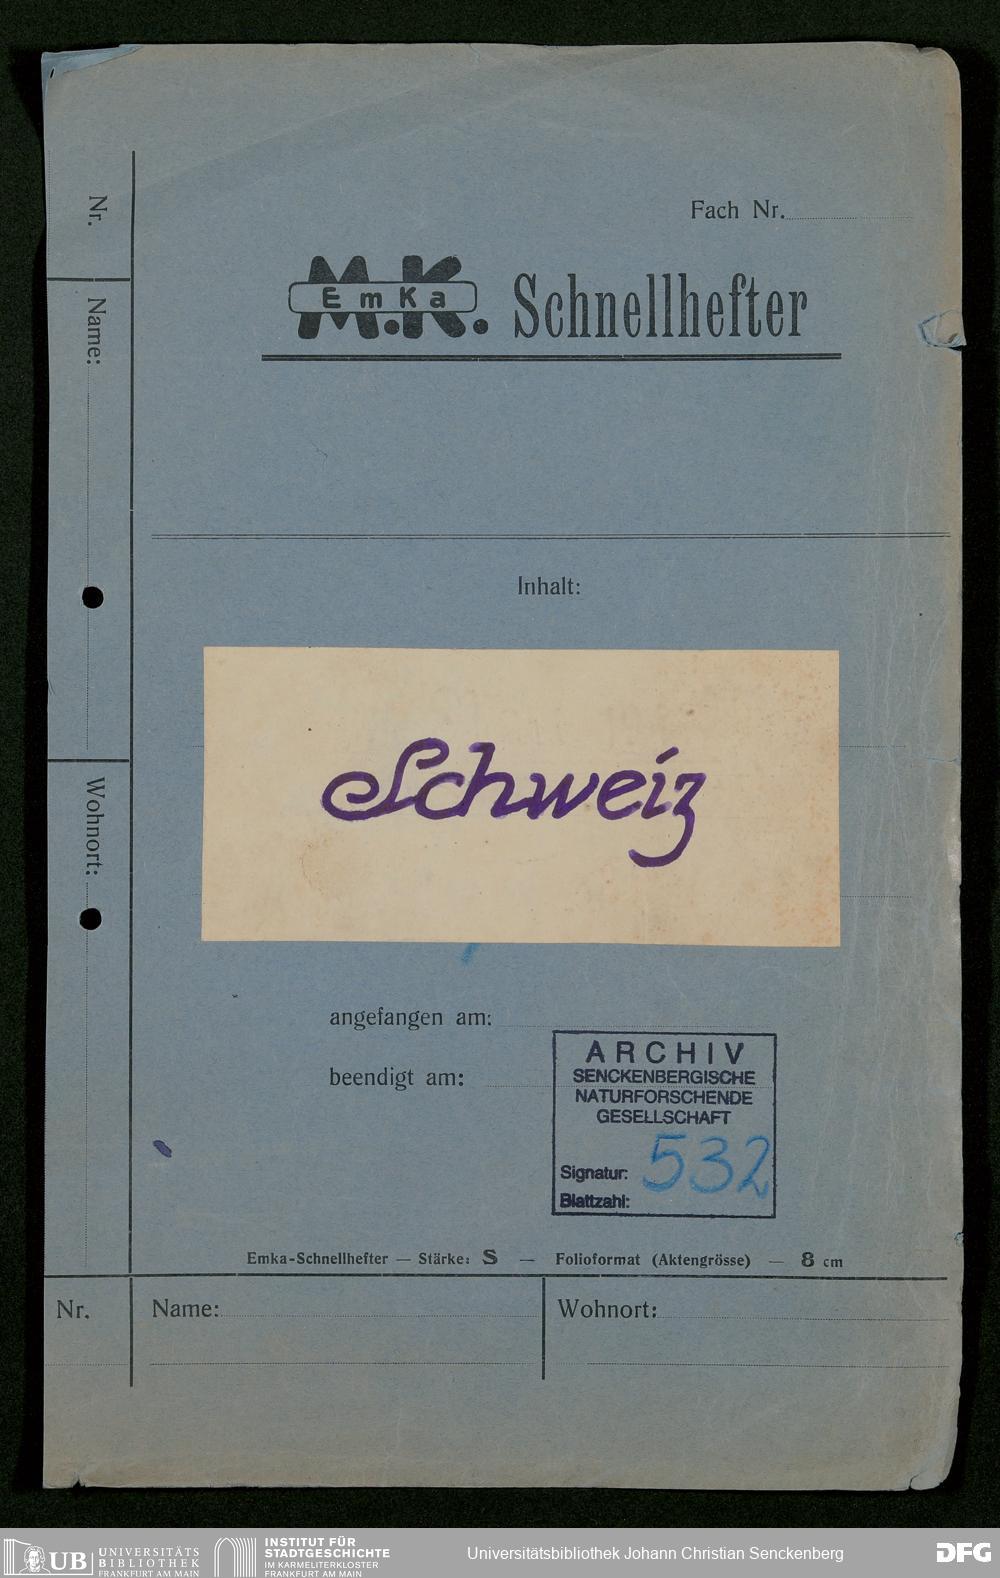 Fach Nr.
M.K.
EmKa
Schnellhefter
Inhalt:
Schweiz
angefangen am:
beendigt am:
ARCHIV
SENCKENBERGISCHE
NATURFORSCHENDE
GESELLSCHAFT
Signatur: 532
Blattzahl:
Emka-Schnellhefter — Stärke: S — Folioformat (Aktengrösse) — 8 cm
Nr.
Name:
Wohnort:
Nr.
Name:
Wohnort:
UB UNIVERSITÄTS
BIBLIOTHEK
FRANKFURT AM MAIN
INSTITUT FÜR
STADTGESCHICHTE
IM KARMELITERKLOSTER
FRANKFURT AM MAIN
Universitätsbibliothek Johann Christian Senckenberg
DFG